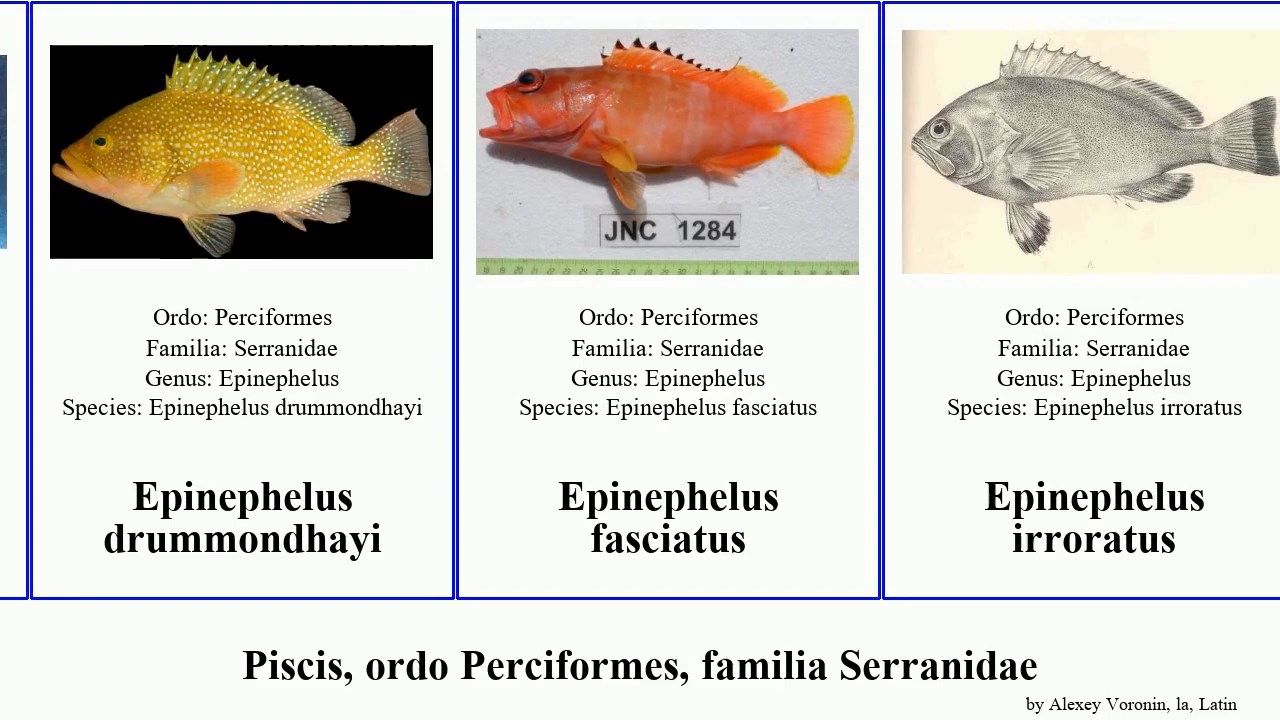 JNC 1284
Ordo: Perciformes
Familia: Serranidae
Genus: Epinephelus
Species: Epinephelus drummondhayi
Epinephelus
drummondhayi
Ordo: Perciformes
Familia: Serranidae
Genus: Epinephelus
Species: Epinephelus fasciatus
Epinephelus
fasciatus
Ordo: Perciformes
Familia: Serranidae
Genus: Epinephelus
Species: Epinephelus irroratus
Epinephelus
irroratus
Piscis, ordo Perciformes, familia Serranidae
by Alexey Voronin, la, Latin